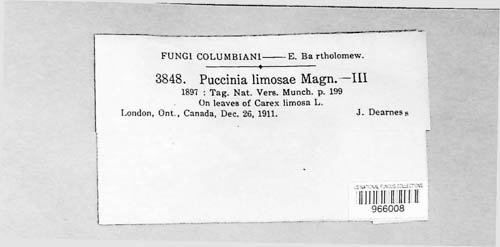 FUNGI COLUMBIANI——E. Bartholomew.
3848. Puccinia limosae Magn.—III
1897 : Tag. Nat. Vers. Munch. p. 199
On leaves of Carex limosa L.
London, Ont., Canada, Dec. 26, 1911. J. Dearness
US NATIONAL FUNGUS COLLECTIONS
966008